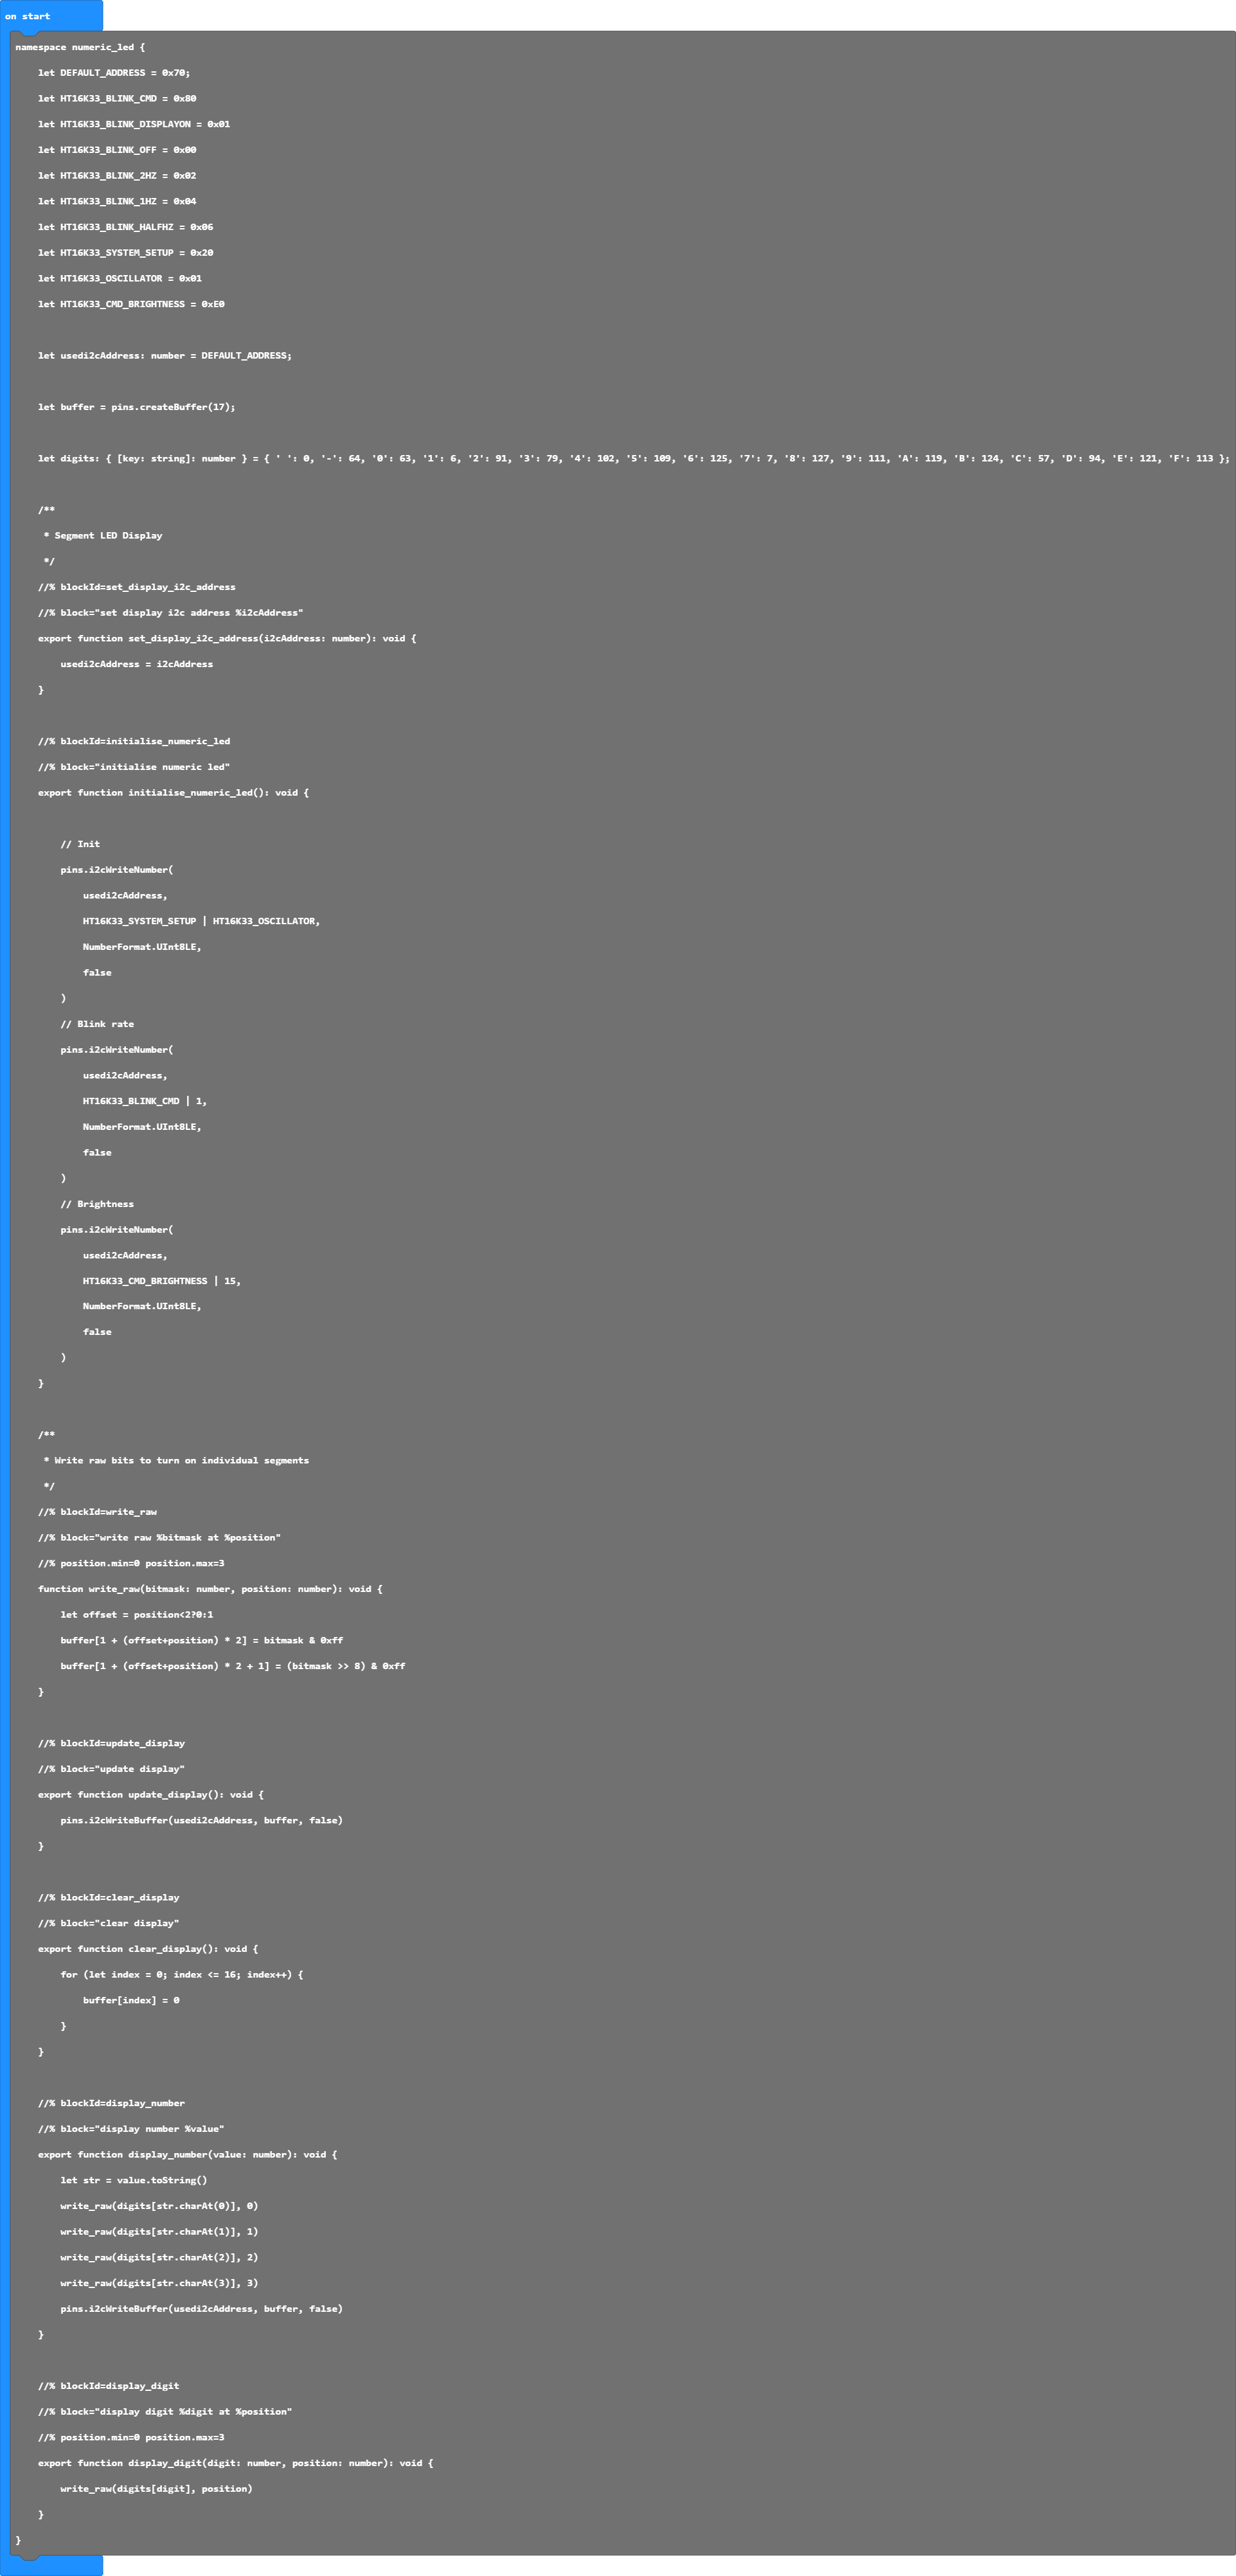 on start
namespace numeric_led {
    let DEFAULT_ADDRESS = 0x70;
    let HT16K33_BLINK_CMD = 0x80
    let HT16K33_BLINK_DISPLAYON = 0x01
    let HT16K33_BLINK_OFF = 0x00
    let HT16K33_BLINK_2HZ = 0x02
    let HT16K33_BLINK_1HZ = 0x04
    let HT16K33_BLINK_HALFHZ = 0x06
    let HT16K33_SYSTEM_SETUP = 0x20
    let HT16K33_OSCILLATOR = 0x01
    let HT16K33_CMD_BRIGHTNESS = 0xE0
    let usedi2cAddress: number = DEFAULT_ADDRESS;
    let buffer = pins.createBuffer(17);
    let digits: { [key: string]: number } = { ' ': 0, '-': 64, '0': 63, '1': 6, '2': 91, '3': 79, '4': 102, '5': 109, '6': 125, '7': 7, '8': 127, '9': 111, 'A': 119, 'B': 124, 'C': 57, 'D': 94, 'E': 121, 'F': 113 };
    /**
     * Segment LED Display
     */
    //% blockId=set_display_i2c_address
    //% block="set display i2c address %i2cAddress"
    export function set_display_i2c_address(i2cAddress: number): void {
        usedi2cAddress = i2cAddress
    }
    //% blockId=initialise_numeric_led
    //% block="initialise numeric led"
    export function initialise_numeric_led(): void {
        // Init
        pins.i2cWriteNumber(
            usedi2cAddress,
            HT16K33_SYSTEM_SETUP | HT16K33_OSCILLATOR,
            NumberFormat.UInt8LE,
            false
        )
        // Blink rate
        pins.i2cWriteNumber(
            usedi2cAddress,
            HT16K33_BLINK_CMD | 1,
            NumberFormat.UInt8LE,
            false
        )
        // Brightness
        pins.i2cWriteNumber(
            usedi2cAddress,
            HT16K33_CMD_BRIGHTNESS | 15,
            NumberFormat.UInt8LE,
            false
        )
    }
    /**
     * Write raw bits to turn on individual segments
     */
    //% blockId=write_raw
    //% block="write raw %bitmask at %position"
    //% position.min=0 position.max=3
    function write_raw(bitmask: number, position: number): void {
        let offset = position<2?0:1
        buffer[1 + (offset+position) * 2] = bitmask & 0xff
        buffer[1 + (offset+position) * 2 + 1] = (bitmask >> 8) & 0xff
    }
    //% blockId=update_display
    //% block="update display"
    export function update_display(): void {
        pins.i2cWriteBuffer(usedi2cAddress, buffer, false)
    }
    //% blockId=clear_display
    //% block="clear display"
    export function clear_display(): void {
        for (let index = 0; index <= 16; index++) {
            buffer[index] = 0
        }
    }
    //% blockId=display_number
    //% block="display number %value"
    export function display_number(value: number): void {
        let str = value.toString()
        write_raw(digits[str.charAt(0)], 0)
        write_raw(digits[str.charAt(1)], 1)
        write_raw(digits[str.charAt(2)], 2)
        write_raw(digits[str.charAt(3)], 3)
        pins.i2cWriteBuffer(usedi2cAddress, buffer, false)
    }
    //% blockId=display_digit
    //% block="display digit %digit at %position"
    //% position.min=0 position.max=3
    export function display_digit(digit: number, position: number): void {
        write_raw(digits[digit], position)
    }
}